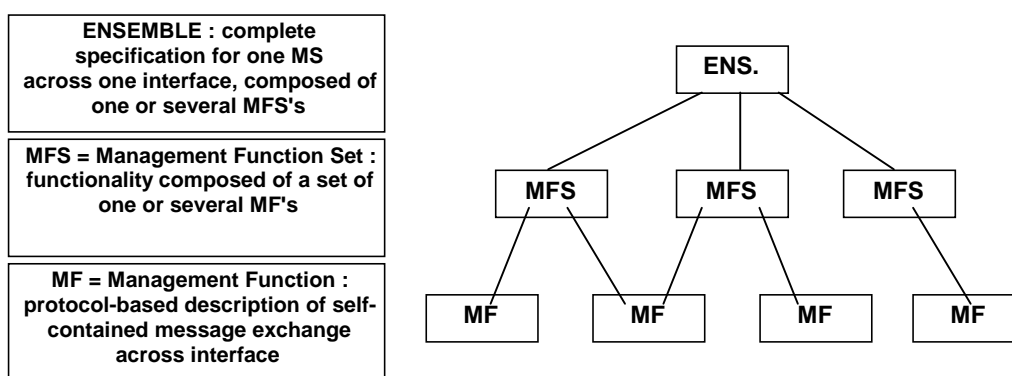 ENSEMBLE : complete
specification for one MS
across one interface, composed of
one or several MFS's
MFS = Management Function Set :
functionality composed of a set of
one or several MF's
MF = Management Function :
protocol-based description of self-
contained message exchange
across interface
ENS.
MFS
MFS
MFS
MF
MF
MF
MF